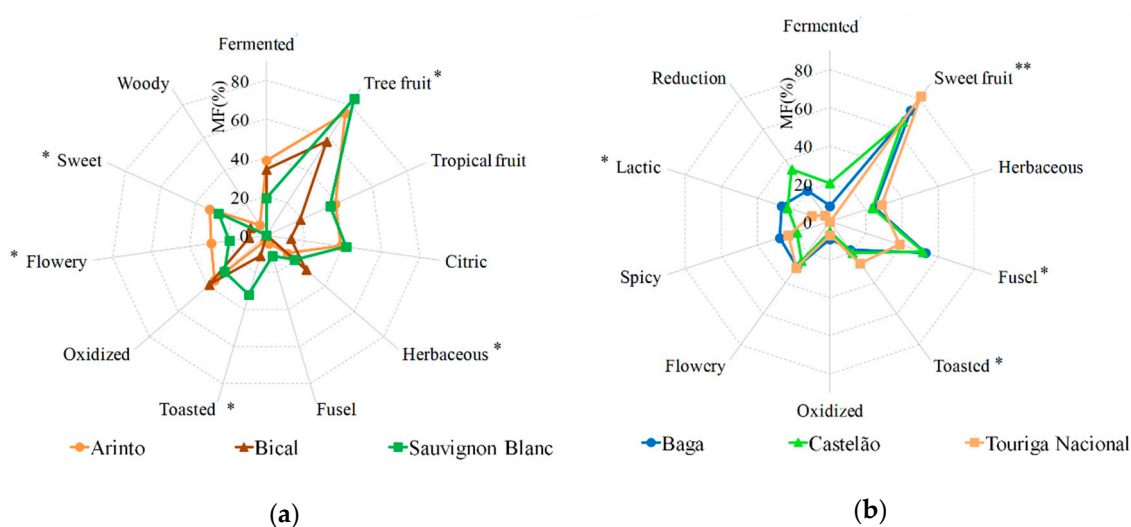 Fermented
Woody
80
Tree fruit *
MF(%)
60
* Sweet
40
Tropical fruit
20
0
* Flowery
Citric
Oxidized
Herbaceous *
Toasted *
Fusel
Arinto
Bical
Sauvignon Blanc
(a)
Fermented
Reduction
80
Sweet fruit **
MF(%)
60
* Lactic
40
Herbaceous
20
0
Spicy
Fusel *
Flowery
Toasted *
Oxidized
Baga
Castelão
Touriga Nacional
(b)